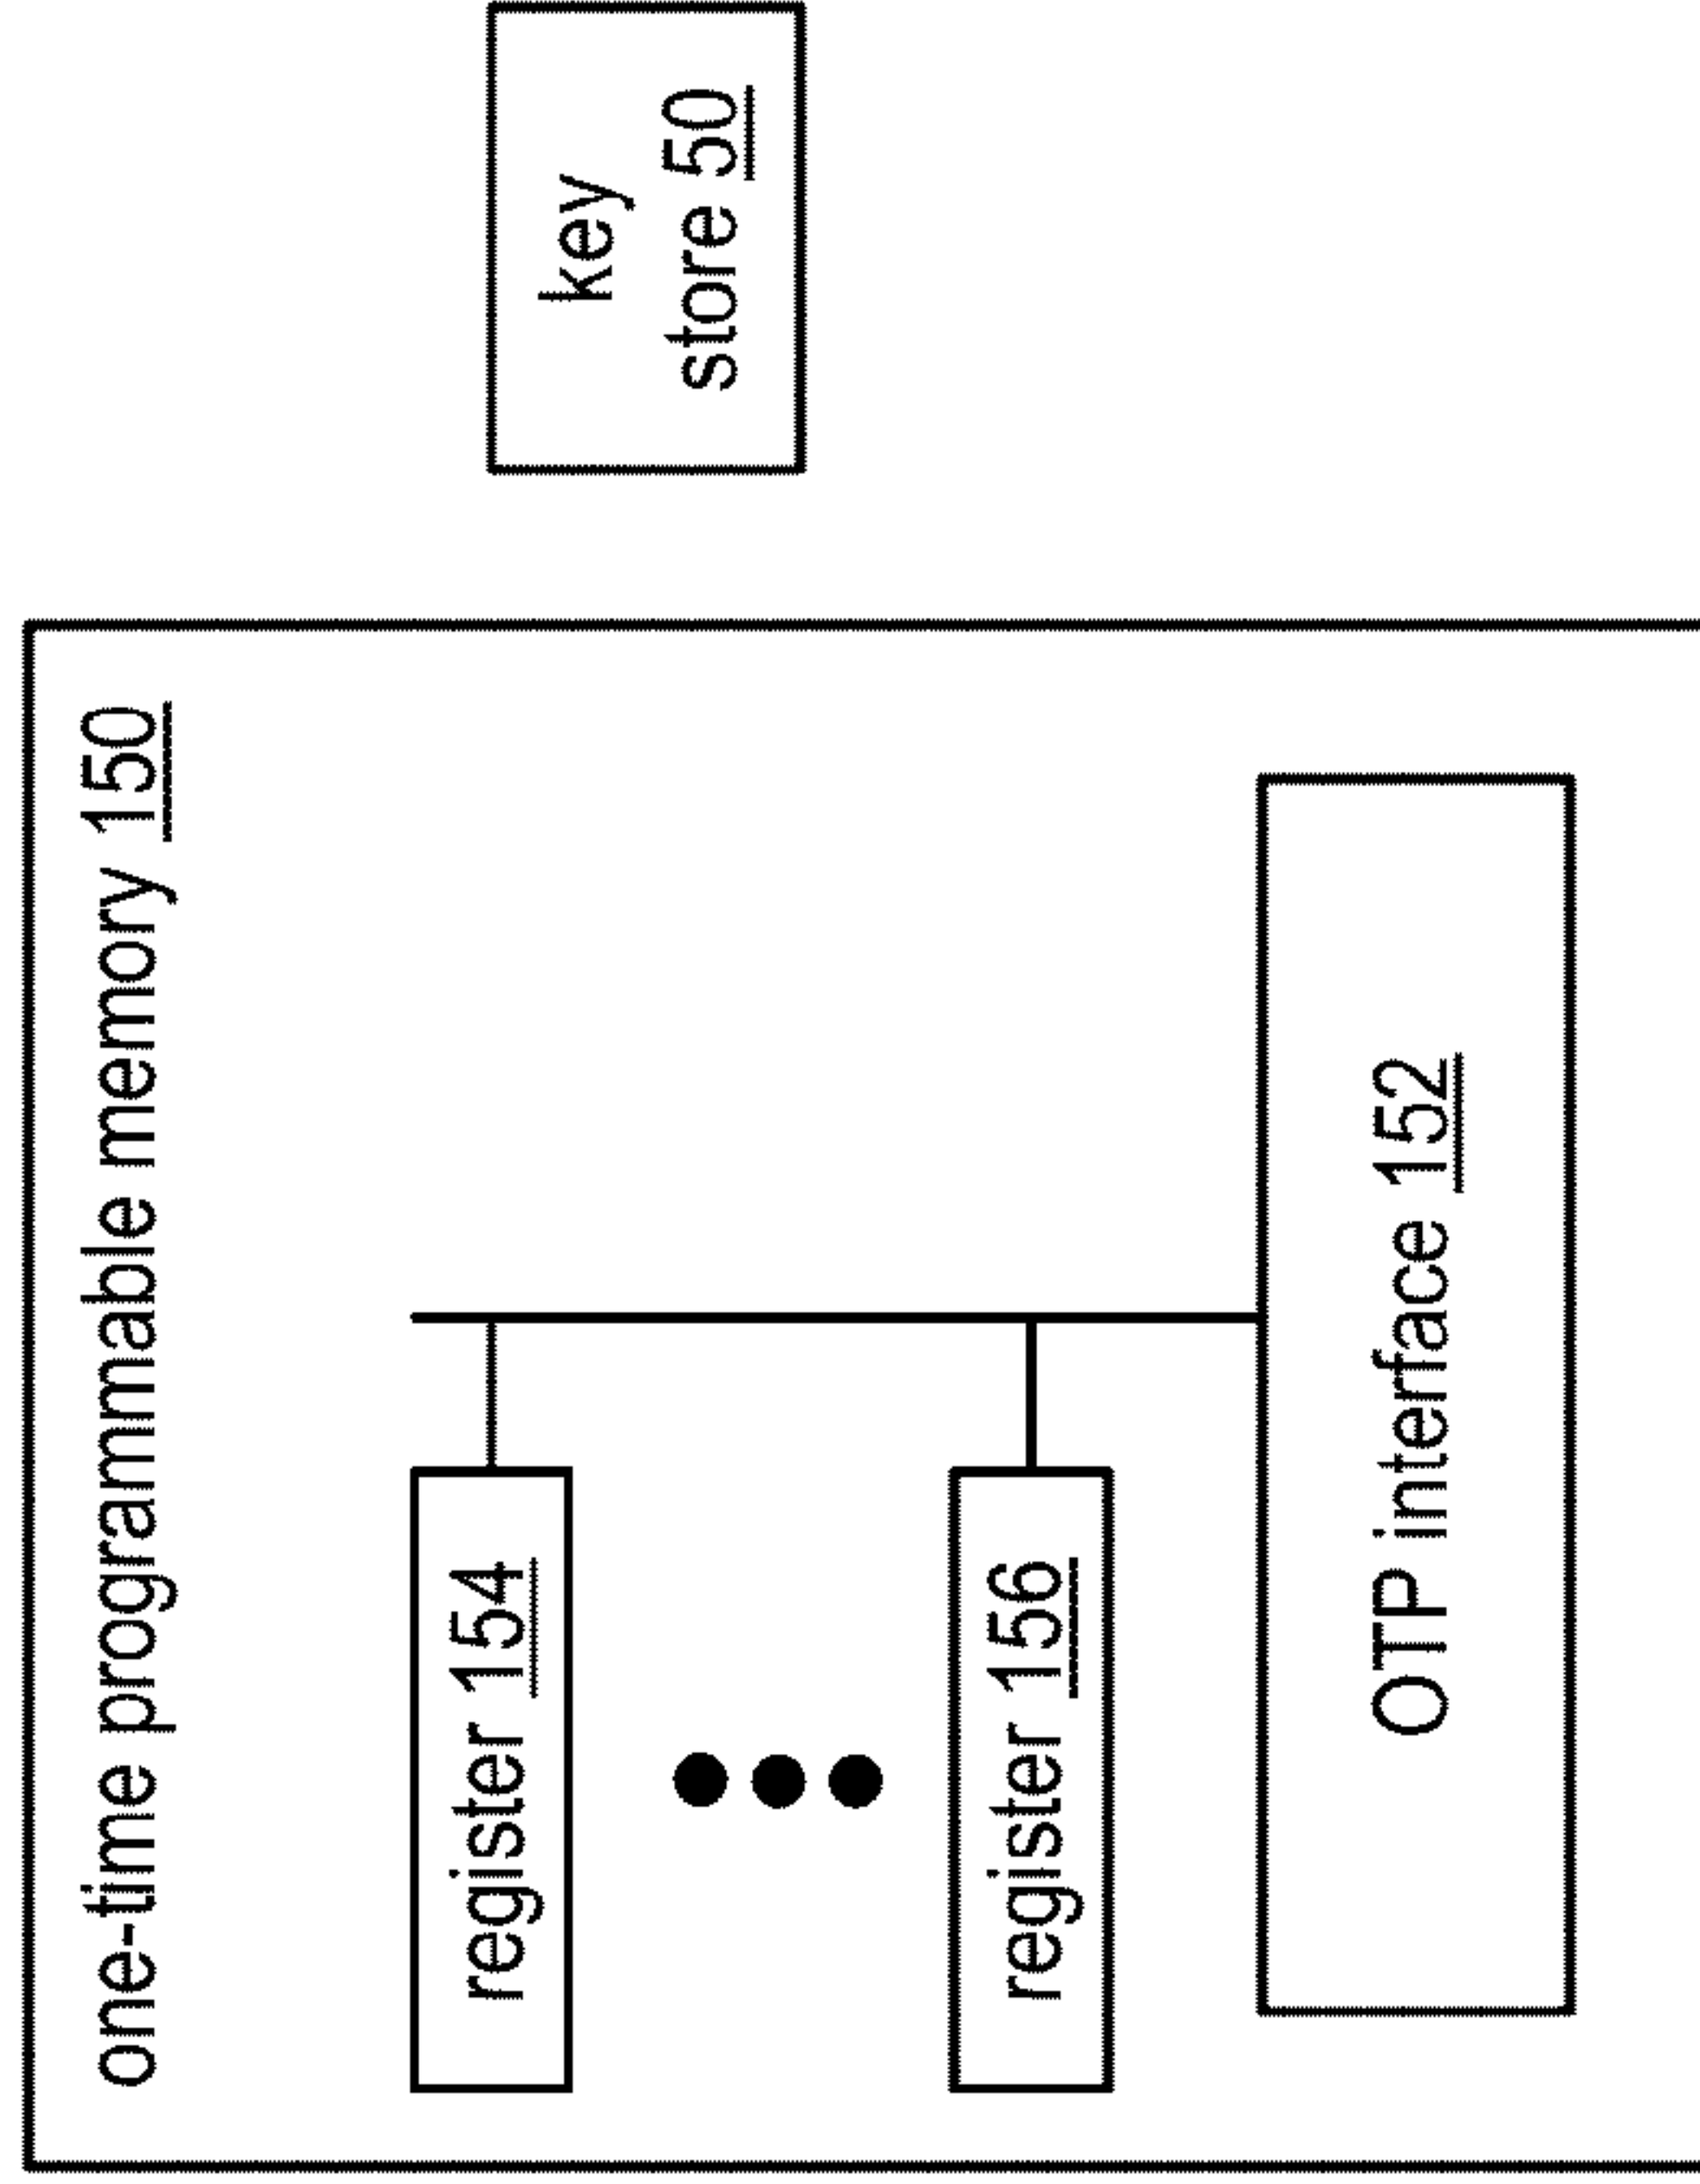 one-time programmable memory 150
register 154
register 156
OTP interface 152
key
store 50